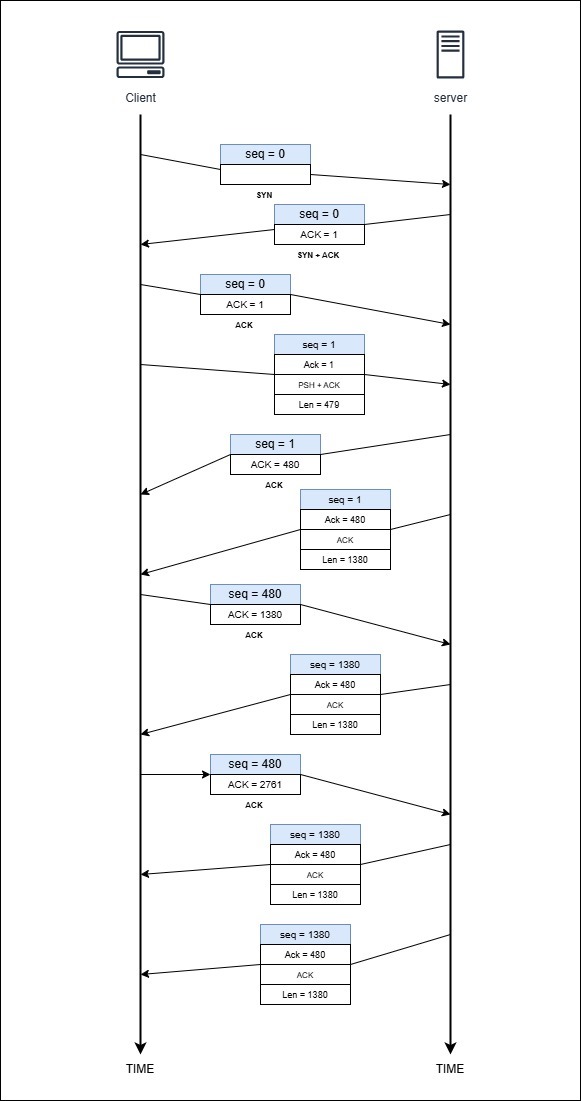 Client
server
seq = 0
SYN
seq = 0
ACK = 1
SYN + ACK
seq = 0
ACK = 1
ACK
seq = 1
Ack = 1
PSH + ACK
Len = 479
seq = 1
ACK = 480
ACK
seq = 1
Ack = 480
ACK
Len = 1380
seq = 480
ACK = 1380
ACK
seq = 1380
Ack = 480
ACK
Len = 1380
seq = 480
ACK = 2761
ACK
seq = 1380
Ack = 480
ACK
Len = 1380
seq = 1380
Ack = 480
ACK
Len = 1380
TIME
TIME